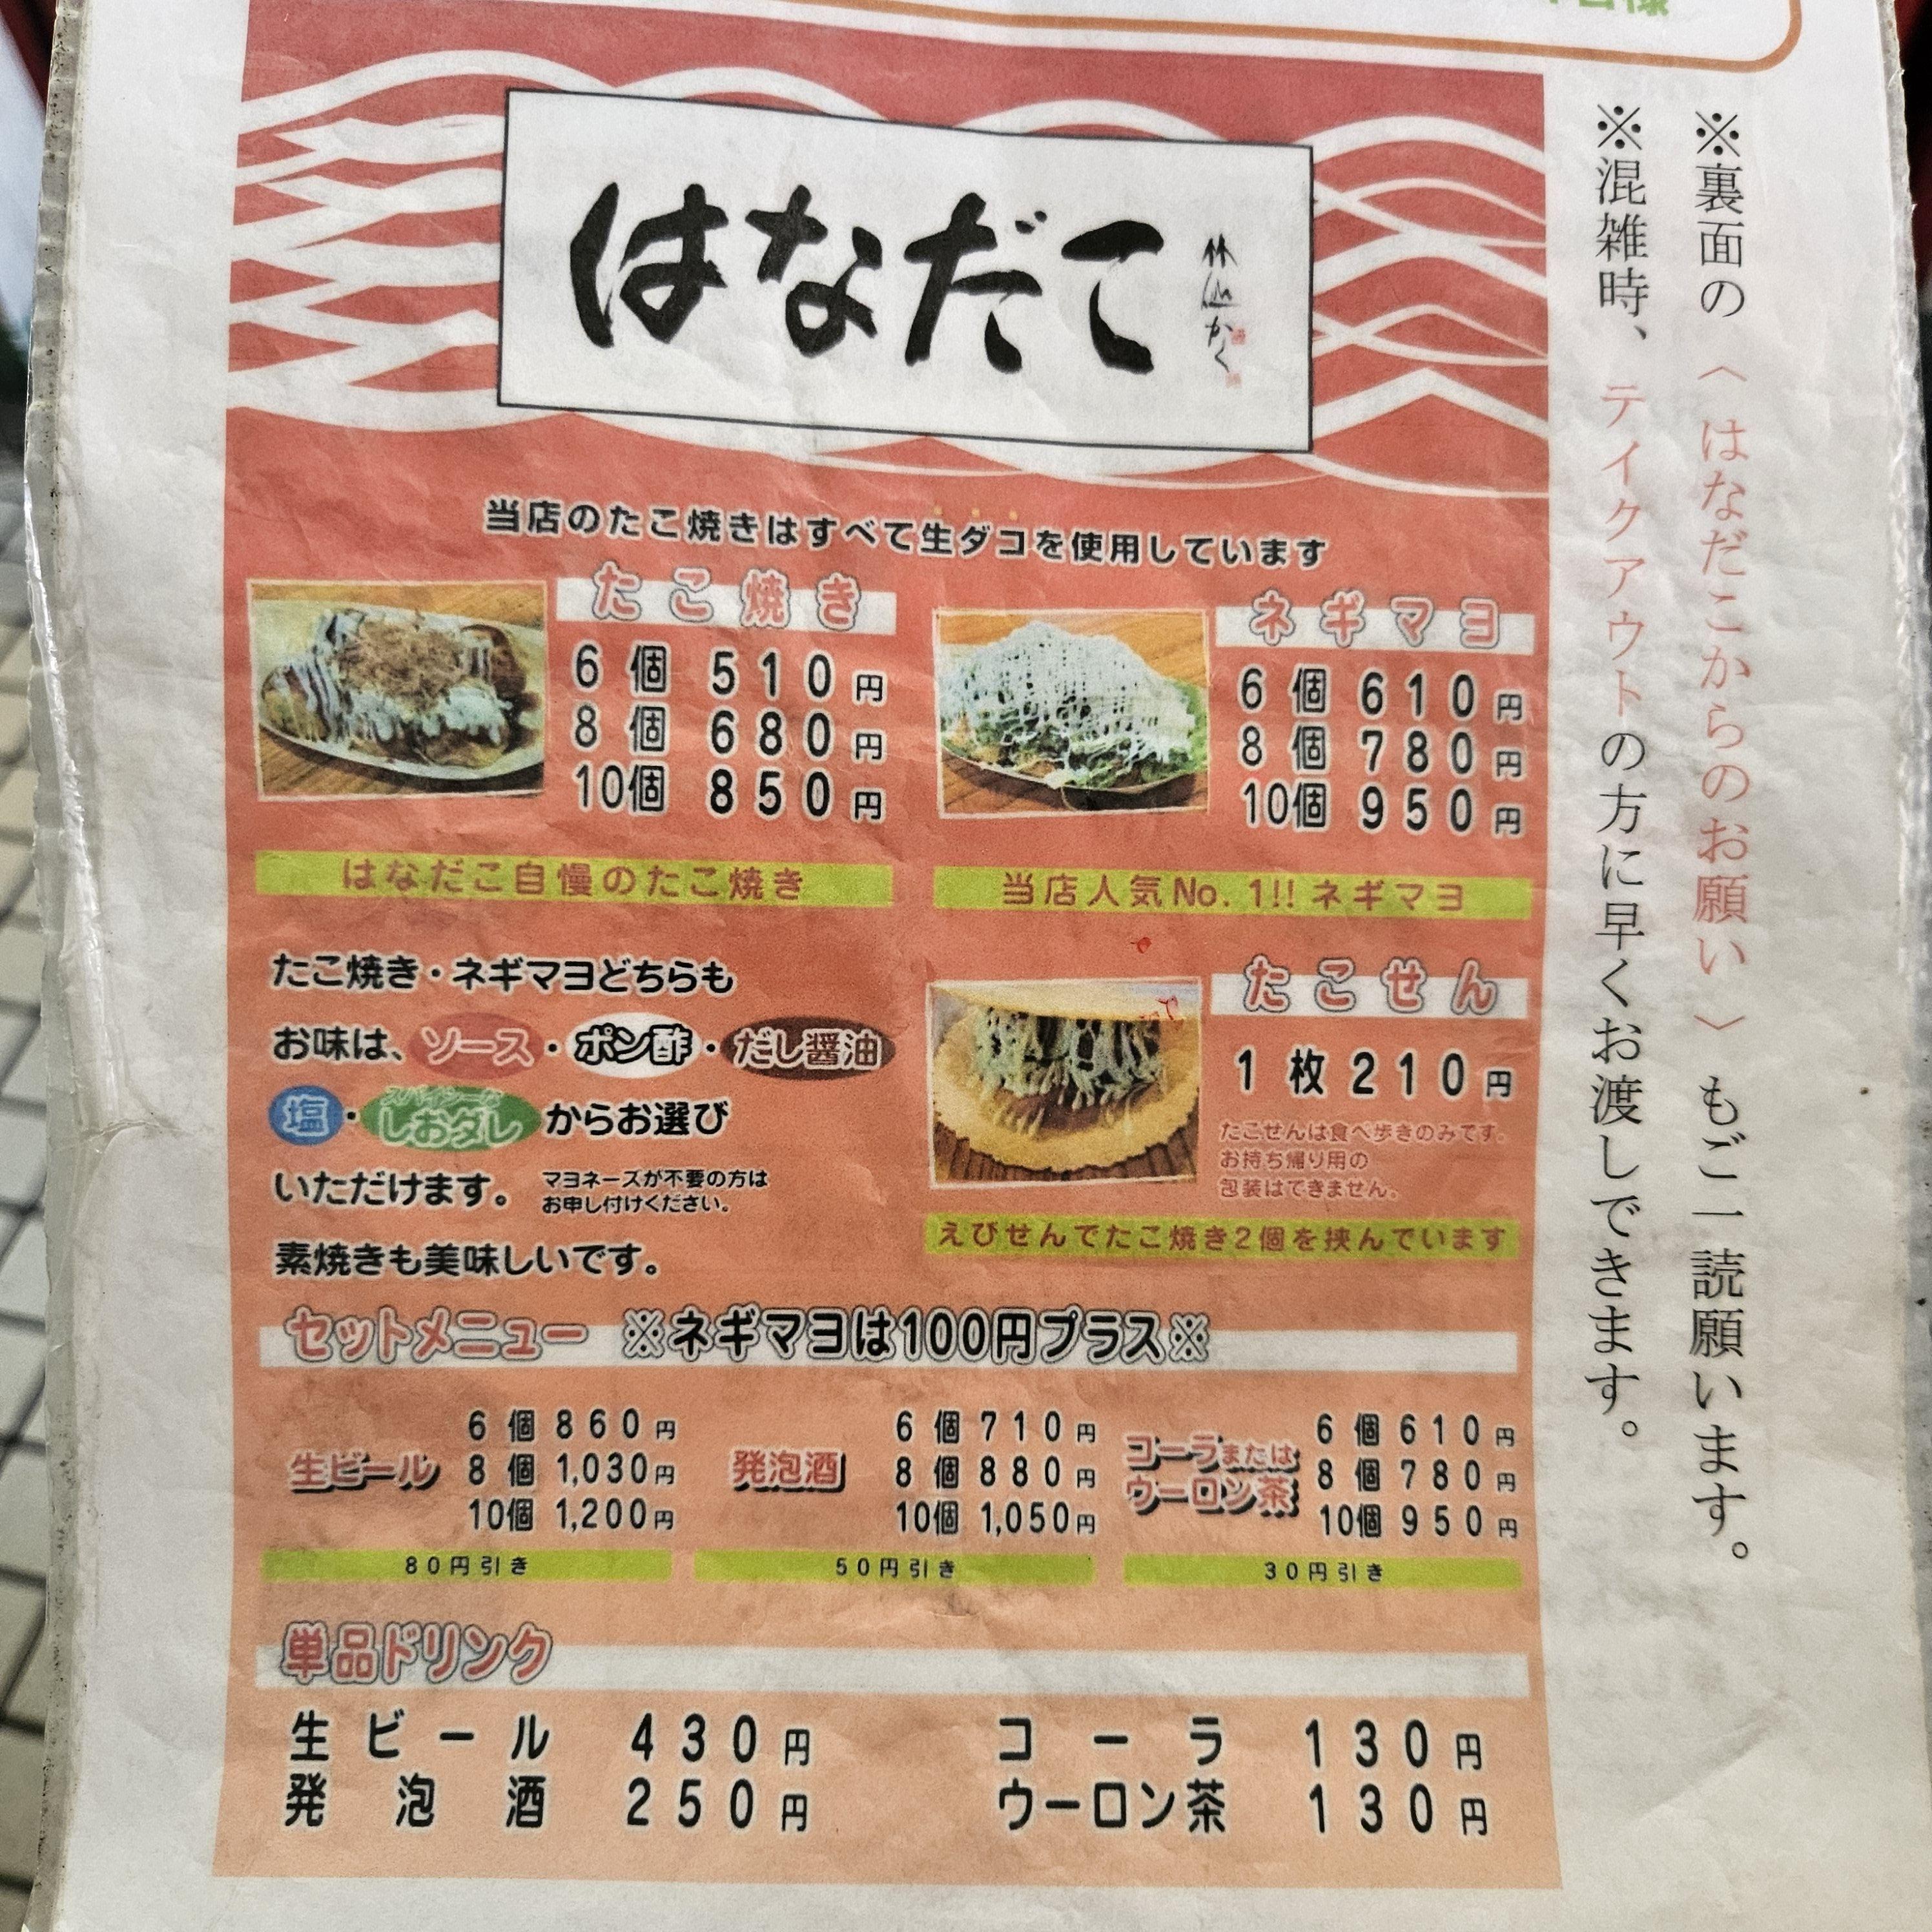 はなだこ
当店のたこ焼きはすべて生ダコを使用しています
たこ焼き
6個 510円
8個 680円
10個 850円
はなだこ自慢のたこ焼き
ネギマヨ
6個 610円
8個 780円
10個 950円
当店人気No.1!!ネギマヨ
たこ焼き・ネギマヨどちらも
お味は、ソース・ポン酢・だし醤油
スパイシーな
塩・しおダレからお選び
いただけます。
マヨネーズが不要の方は
お申し付けください。
素焼きも美味しいです。
たこせん
1枚210円
たこせんは食べ歩きのみです。
お持ち帰り用の
包装はできません。
えびせんでたこ焼き2個を挟んでいます
セットメニュー ※ネギマヨは100円プラス※
生ビール
6個 860円
8個 1,030円
10個 1,200円
80円引き
発泡酒
6個 710円
8個 880円
10個 1,050円
50円引き
コーラまたは
ウーロン茶
6個 610円
8個 780円
10個 950円
30円引き
単品ドリンク
生ビール 430円
発泡酒 250円
コーラ 130円
ウーロン茶 130円
※裏面の〈はなだこからのお願い〉もご一読願います。
※混雑時、テイクアウトの方に早くお渡しできます。